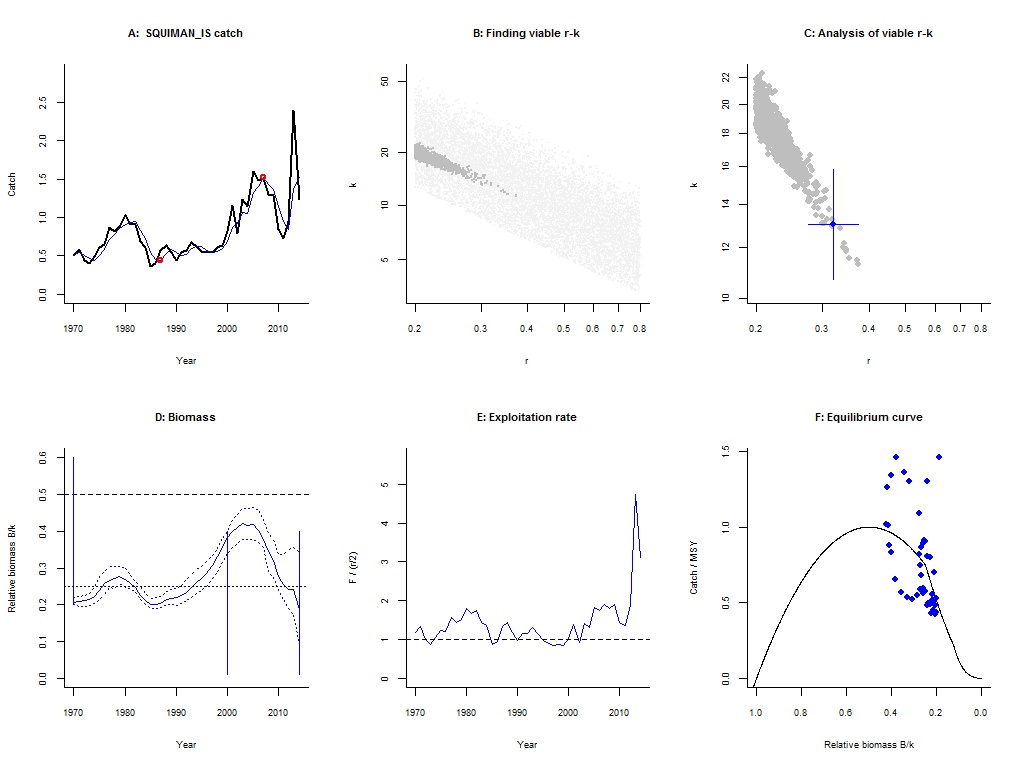 A:  SQUIMAN_IS catch
B: Finding viable r-k
C: Analysis of viable r-k
Catch
0.0 0.5 1.0 1.5 2.0 2.5
1970 1980 1990 2000 2010
Year
k
5 10 20 50
0.2 0.3 0.4 0.5 0.6 0.7 0.8
r
k
10 12 14 16 18 20 22
0.2 0.3 0.4 0.5 0.6 0.7 0.8
r
D: Biomass
E: Exploitation rate
F: Equilibrium curve
Relative biomass B/k
0.0 0.1 0.2 0.3 0.4 0.5 0.6
1970 1980 1990 2000 2010
Year
F / (r/2)
0 1 2 3 4 5
1970 1980 1990 2000 2010
Year
Catch / MSY
0.0 0.5 1.0 1.5
1.0 0.8 0.6 0.4 0.2 0.0
Relative biomass B/k